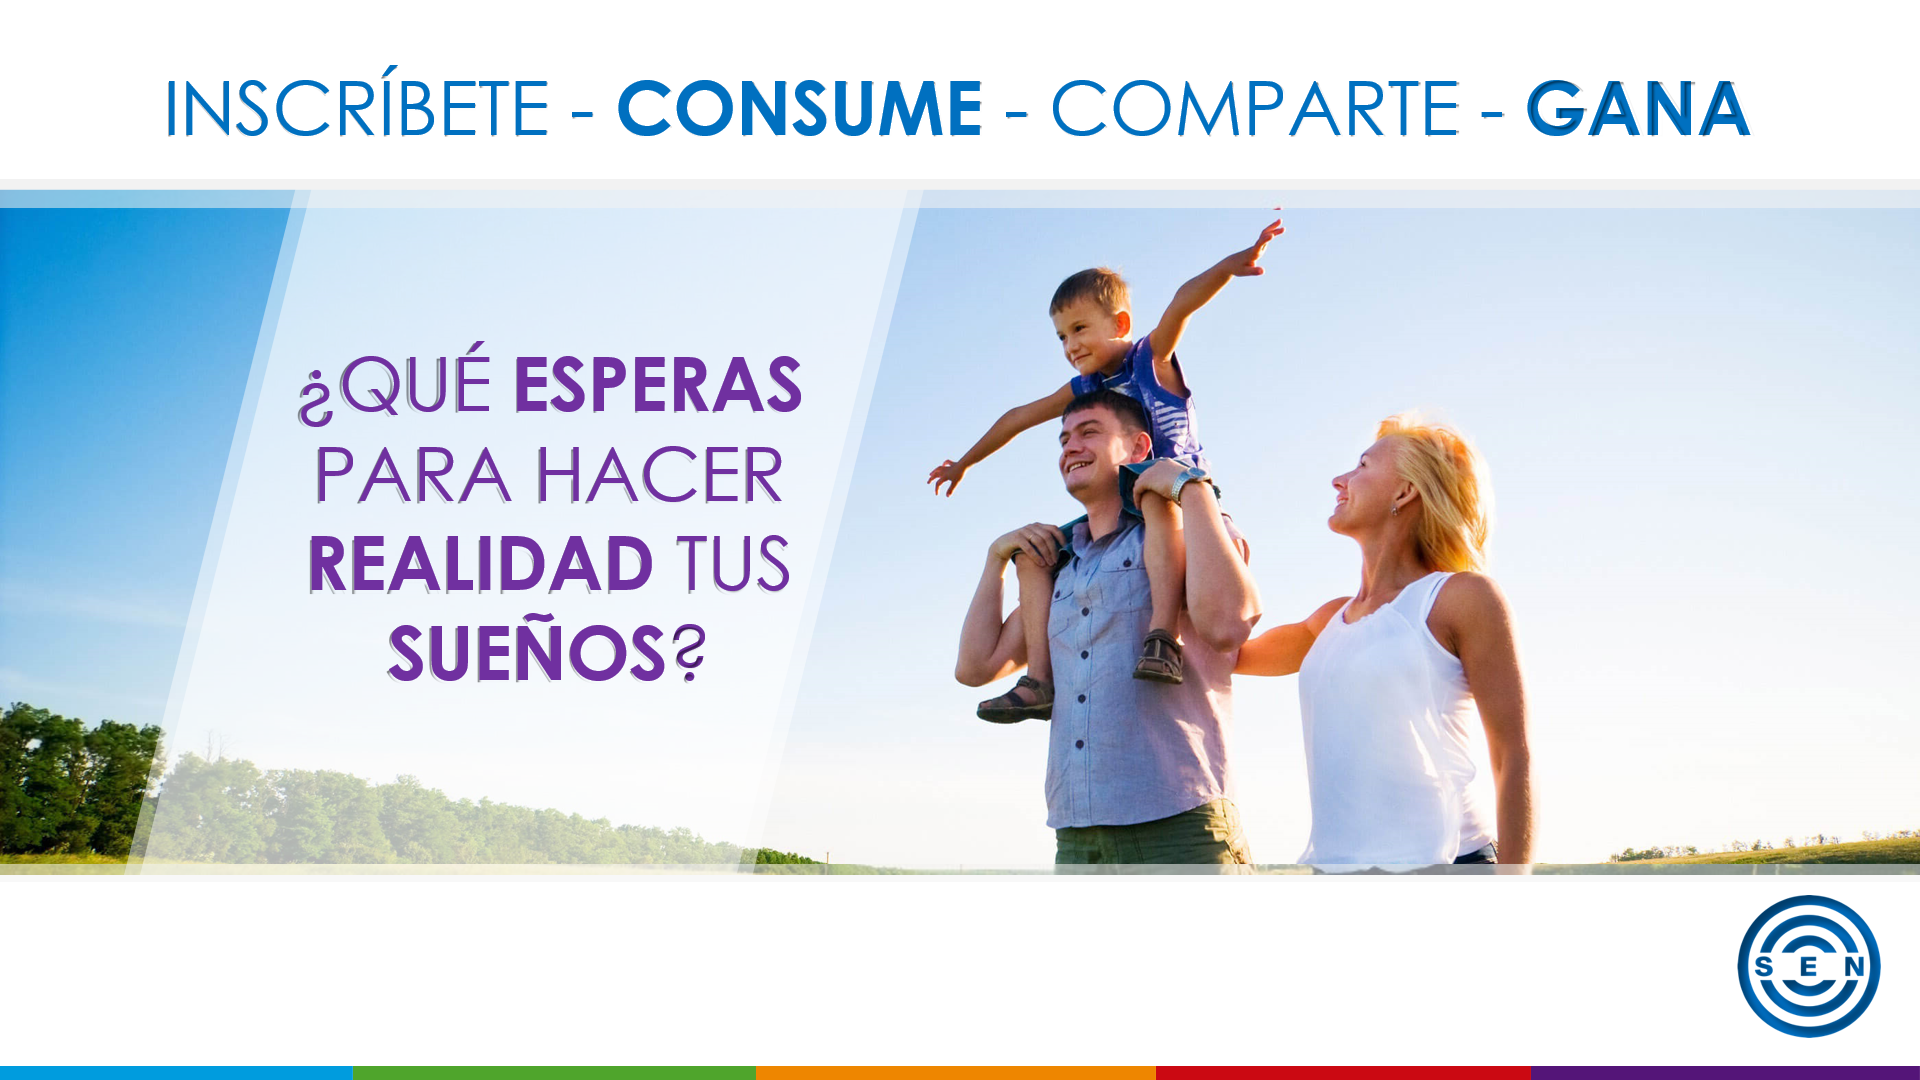 INSCRÍBETE - CONSUME - COMPARTE - GANA
¿QUÉ ESPERAS
PARA HACER
REALIDAD TUS
SUEÑOS?
S E N